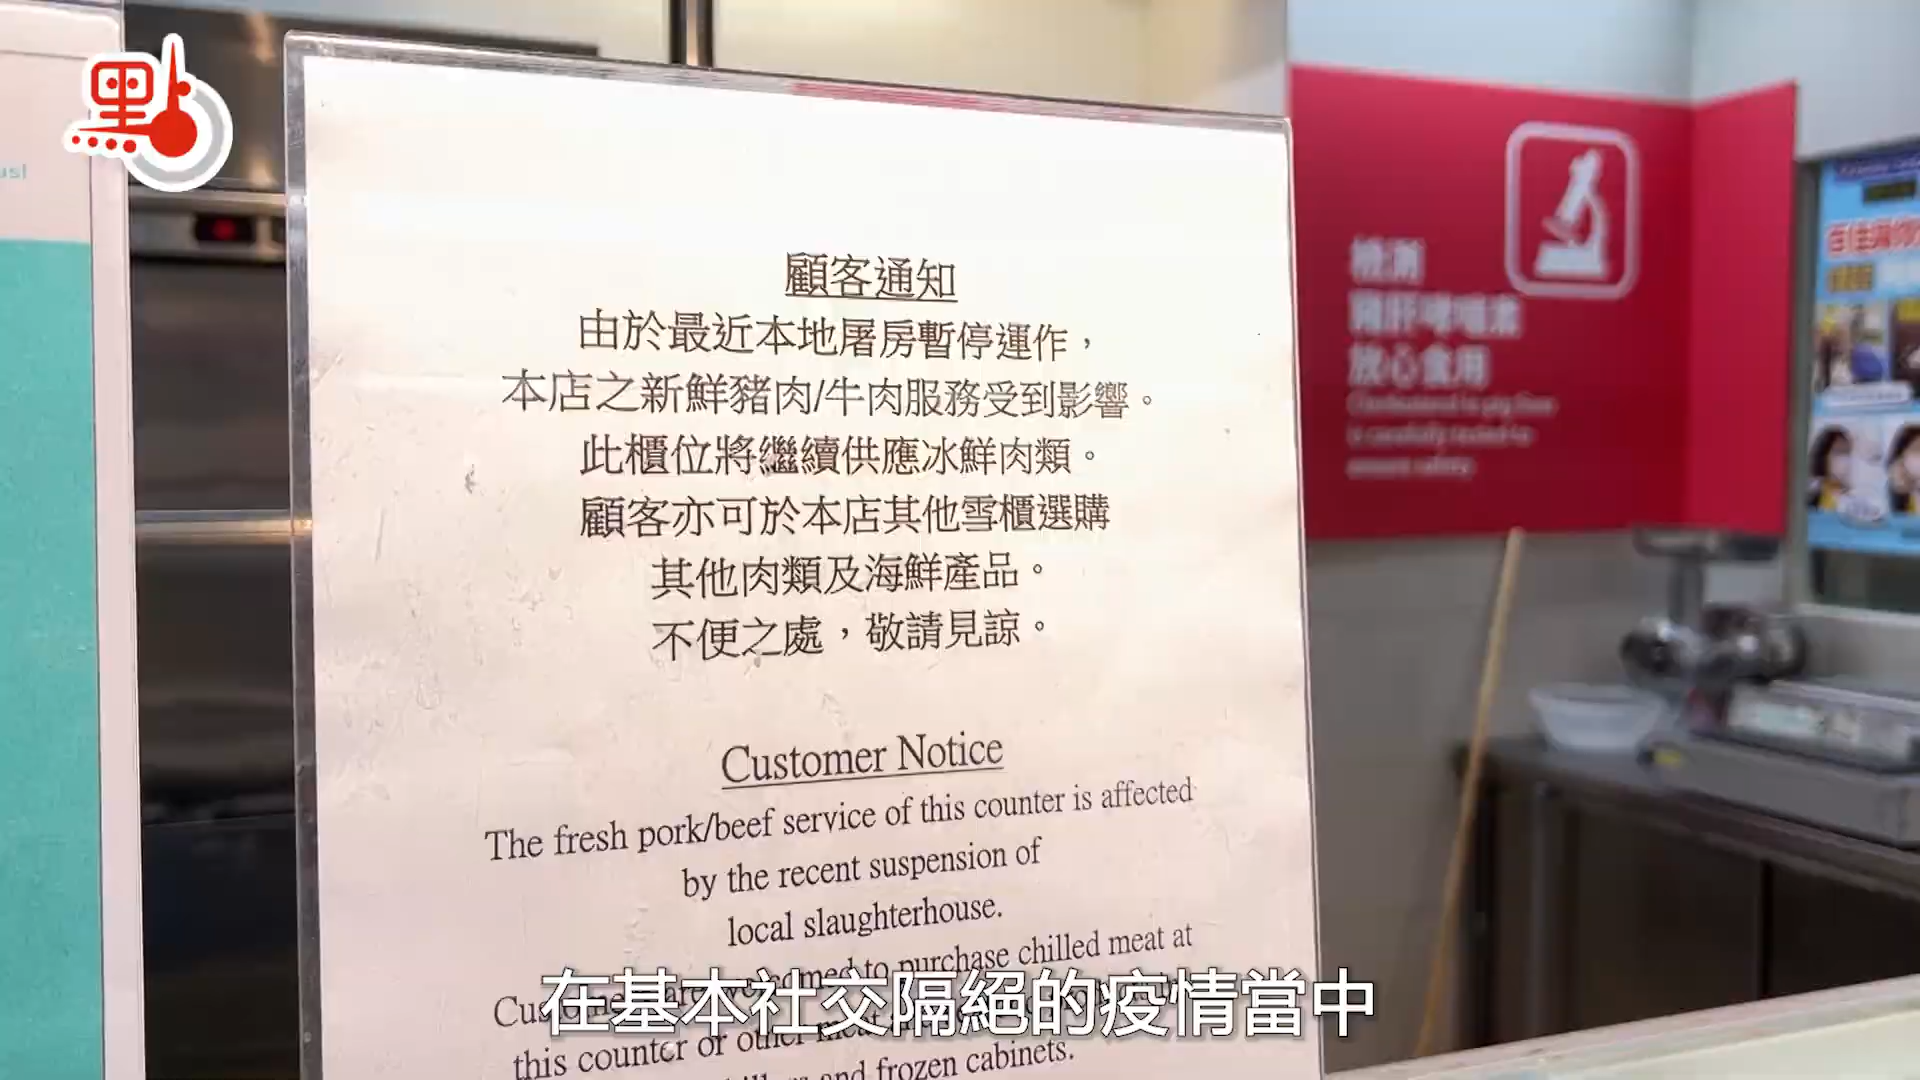 點
顧客通知
由於最近本地屠房暫停運作，
本店之新鮮豬肉/牛肉服務受到影響。
此櫃位將繼續供應冰鮮肉類。
顧客亦可於本店其他雪櫃選購
其他肉類及海鮮產品。
不便之處，敬請見諒。
Customer Notice
The fresh pork/beef service of this counter is affected
by the recent suspension of
local slaughterhouse.
to purchase chilled meat at
this counter or other meat
and frozen cabinets.
檢測
放心食用
在基本社交隔絕的疫情當中